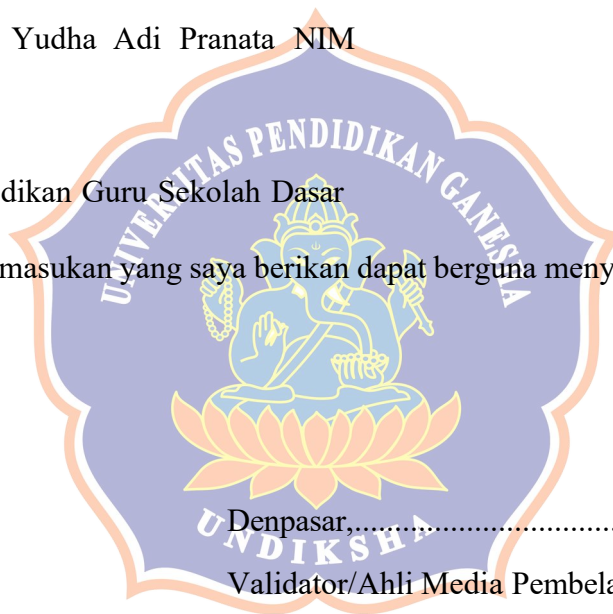 Yudha Adi Pranata NIM
UNIVERSITAS PENDIDIKAN GANESHA
dikan Guru Sekolah Dasar
masukan yang saya berikan dapat berguna meny
Denpasar,..................................
UNDIKSHA
Validator/Ahli Media Pembela